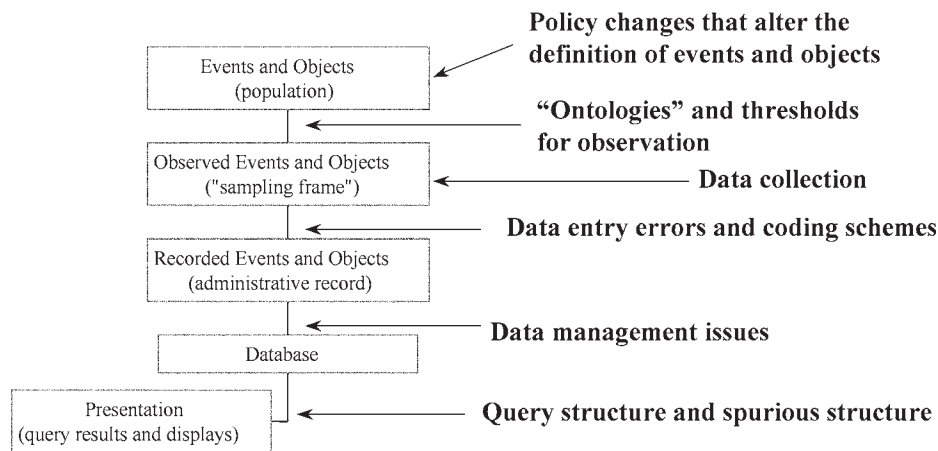 Policy changes that alter the
definition of events and objects
Events and Objects
(population)
“Ontologies” and thresholds
for observation
Observed Events and Objects
("sampling frame")
Data collection
Data entry errors and coding schemes
Recorded Events and Objects
(administrative record)
Data management issues
Database
Presentation
(query results and displays)
Query structure and spurious structure